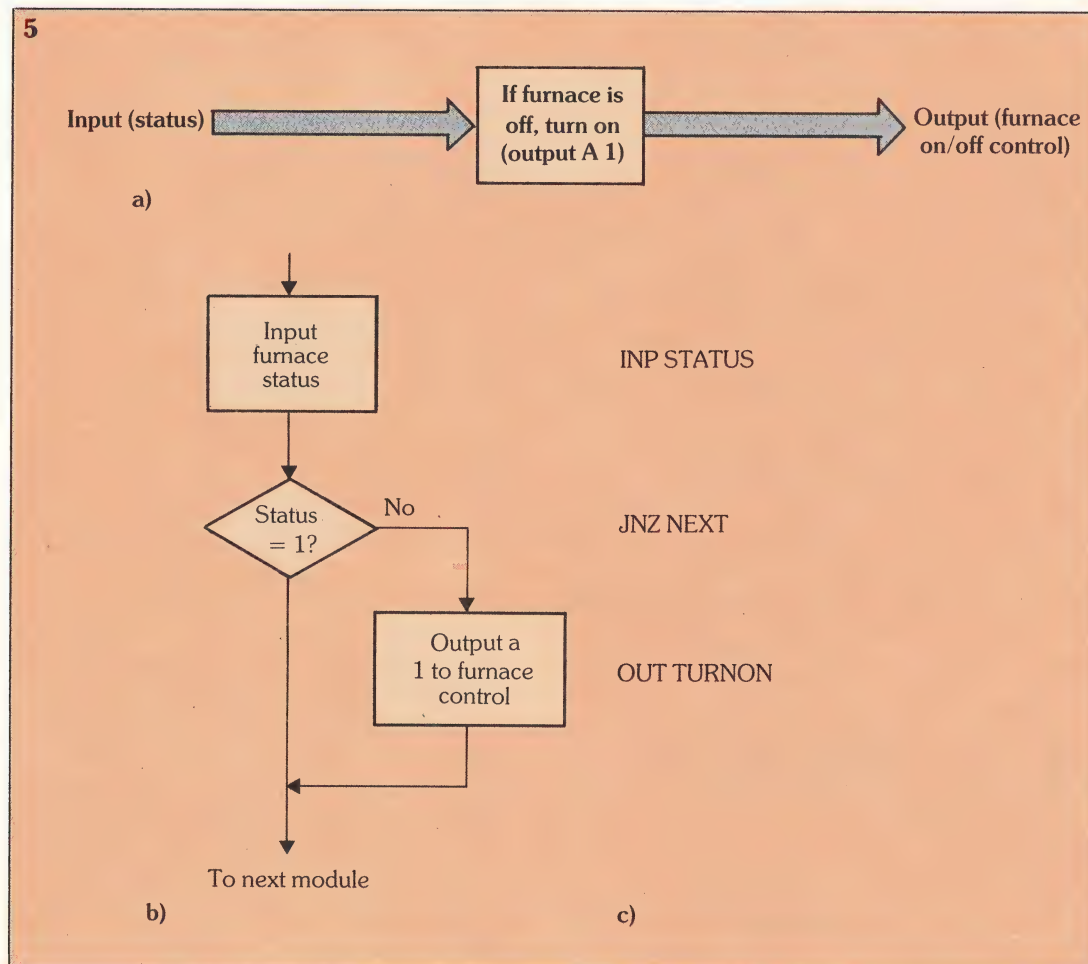 5
Input (status)
If furnace is
off, turn on
(output A 1)
Output (furnace
on/off control)
a)
Input
furnace
status
INP STATUS
Status
= 1?
No
JNZ NEXT
Output a
1 to furnace
control
OUT TURNON
To next module
b)
c)